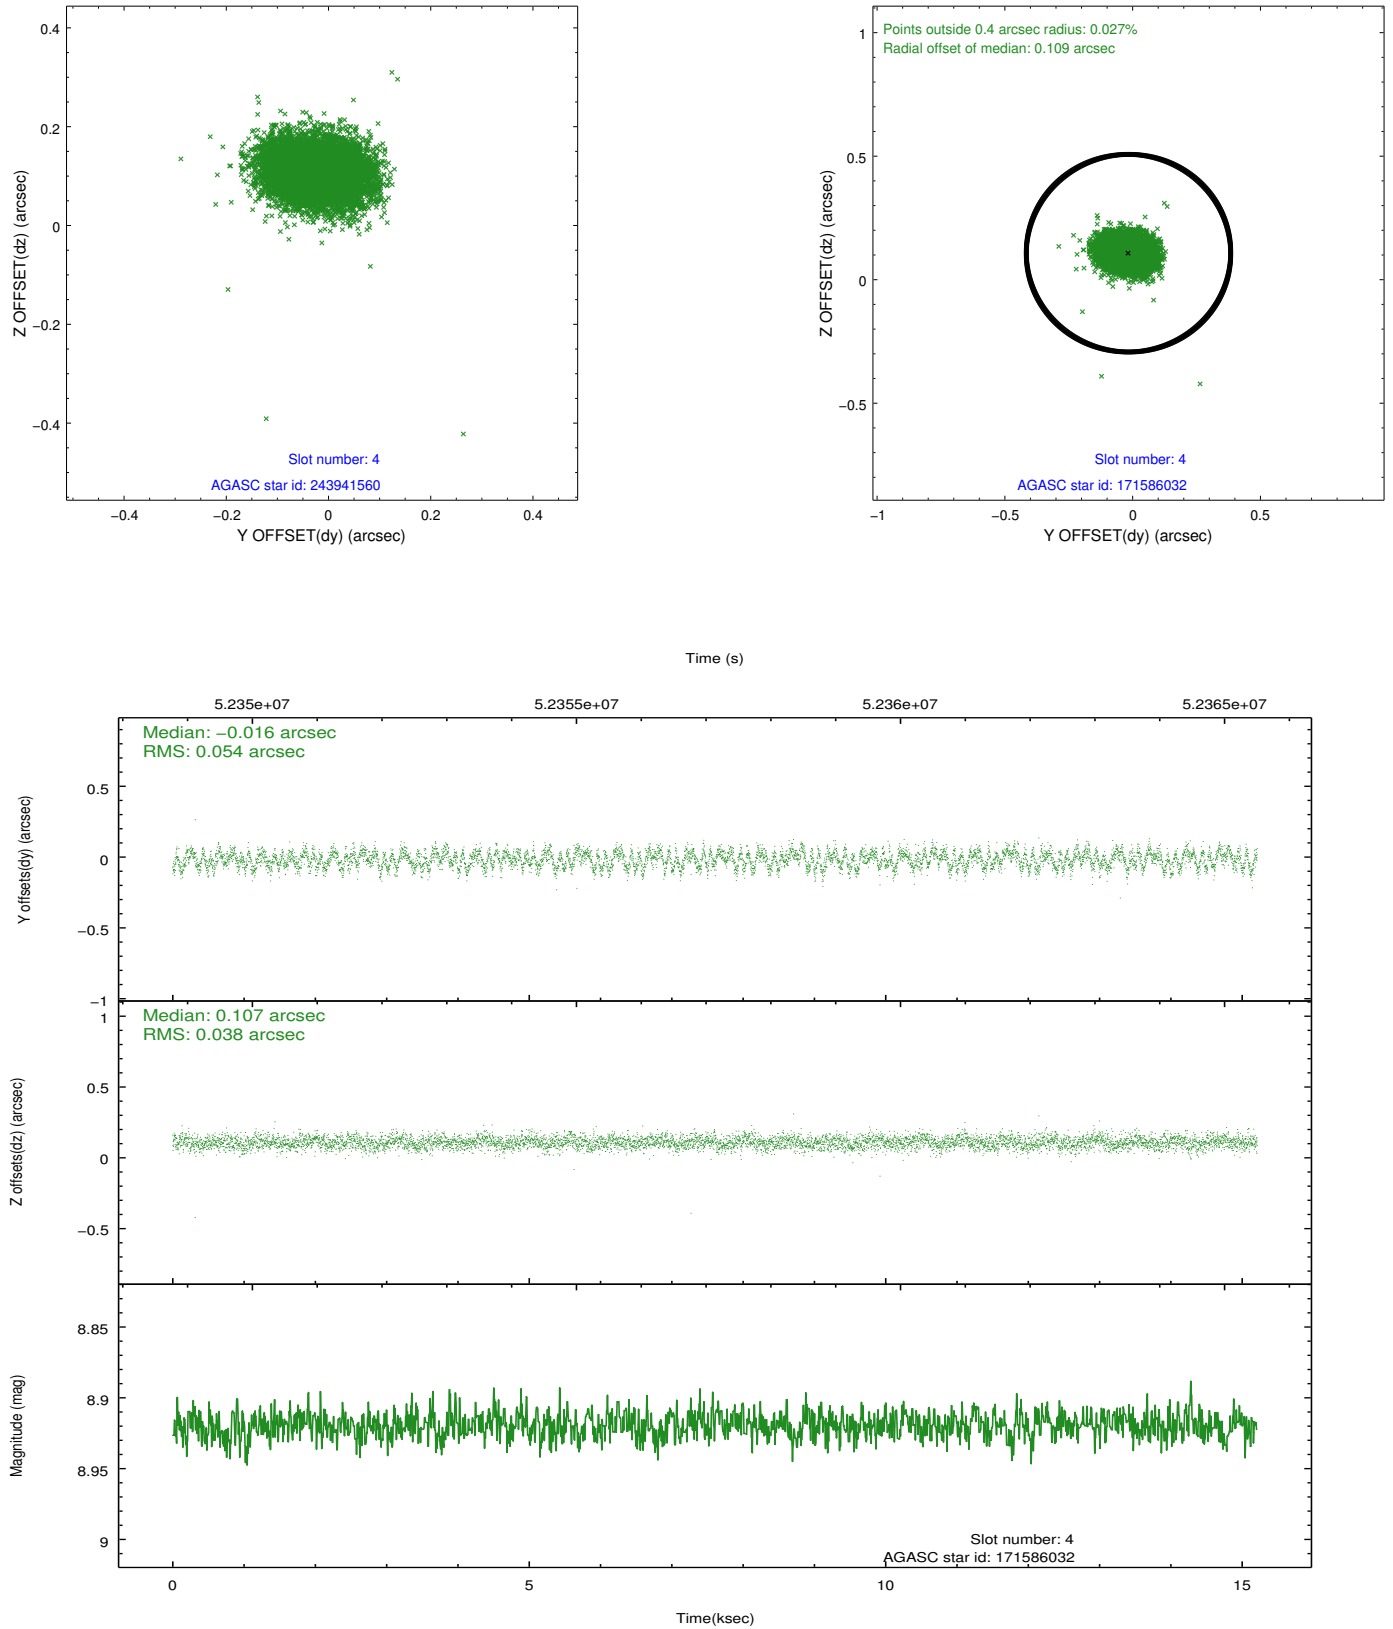 0.4
0.2
0
−0.2
−0.4
Z OFFSET(dz) (arcsec)
Slot number: 4
AGASC star id: 243941560
−0.4 −0.2 0 0.2 0.4
Y OFFSET(dy) (arcsec)
Points outside 0.4 arcsec radius: 0.027%
Radial offset of median: 0.109 arcsec
1
0.5
0
−0.5
Z OFFSET(dz) (arcsec)
Slot number: 4
AGASC star id: 171586032
−1 −0.5 0 0.5
Y OFFSET(dy) (arcsec)
Time (s)
5.235e+07 5.2355e+07 5.236e+07 5.2365e+07
Median: −0.016 arcsec
RMS: 0.054 arcsec
0.5
0
−0.5
−1
Y offsets(dy) (arcsec)
Median: 0.107 arcsec
RMS: 0.038 arcsec
1
0.5
0
−0.5
Z offsets(dz) (arcsec)
8.85
8.9
8.95
9
Magnitude (mag)
Slot number: 4
AGASC star id: 171586032
0 5 10 15
Time(ksec)